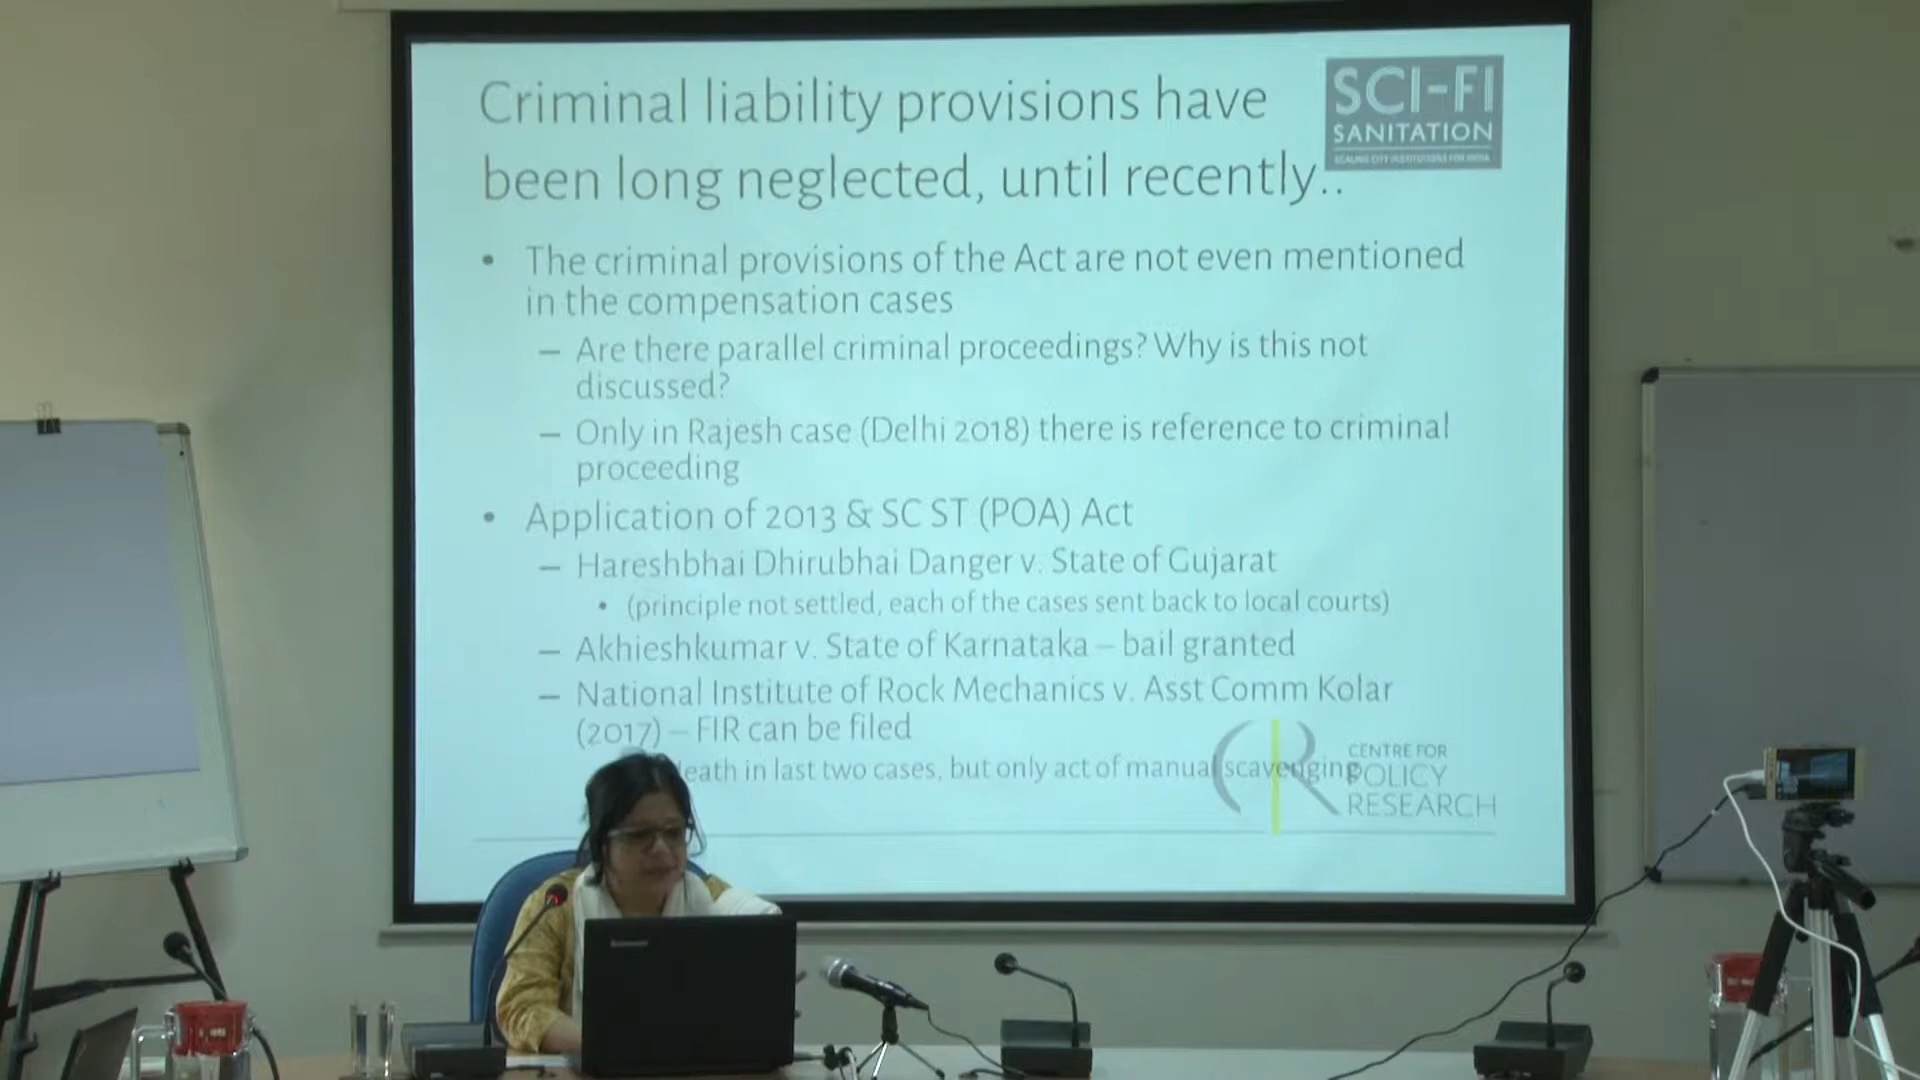 Criminal liability provisions have
been long neglected, until recently..
SCI-FI
SANITATION
SCALING CITY INSTITUTIONS FOR INDIA
• The criminal provisions of the Act are not even mentioned
in the compensation cases
– Are there parallel criminal proceedings? Why is this not
discussed?
– Only in Rajesh case (Delhi 2018) there is reference to criminal
proceeding
• Application of 2013 & SC ST (POA) Act
– Hareshbhai Dhirubhai Danger v. State of Gujarat
• (principle not settled, each of the cases sent back to local courts)
– Akhieshkumar v. State of Karnataka – bail granted
– National Institute of Rock Mechanics v. Asst Comm Kolar
(2017) – FIR can be filed
in last two cases, but only act of manual scavenging
CENTRE FOR
POLICY
RESEARCH